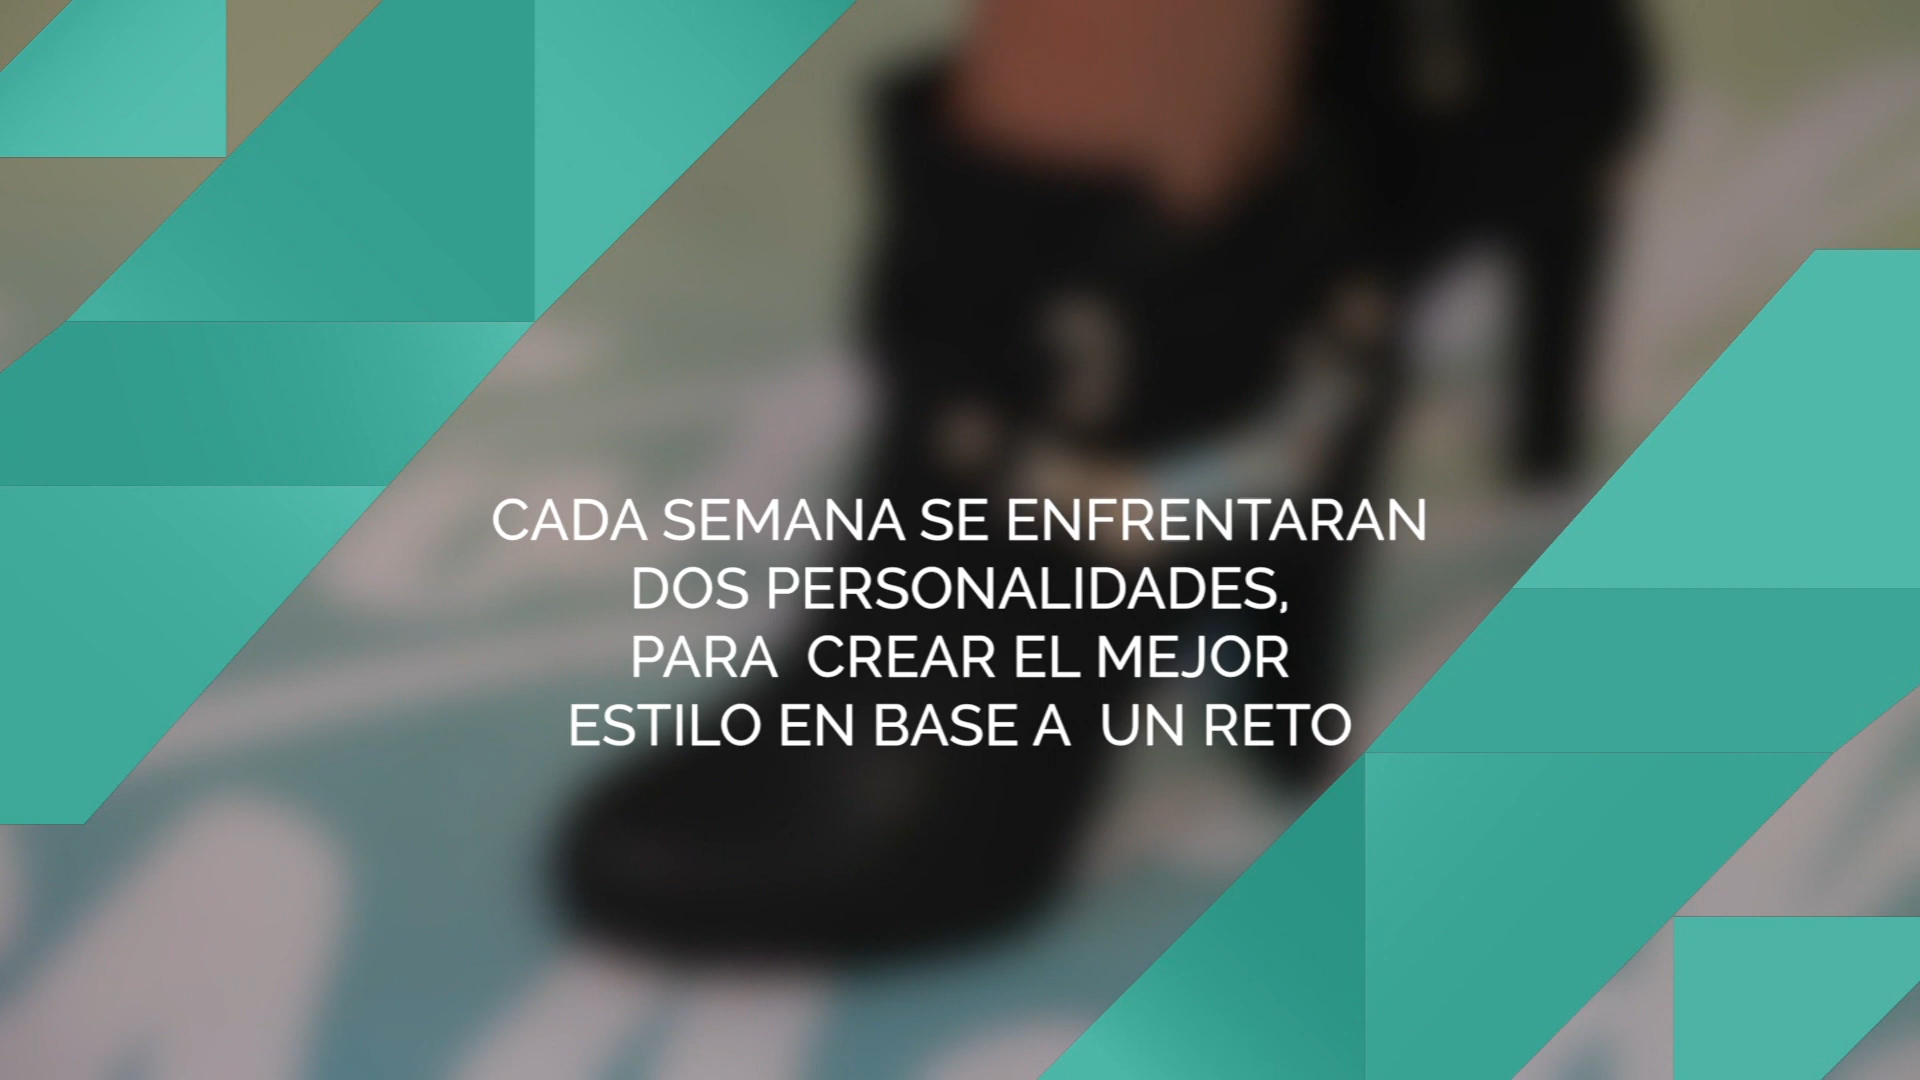 CADA SEMANA SE ENFRENTARAN
DOS PERSONALIDADES,
PARA  CREAR EL MEJOR
ESTILO EN BASE A  UN RETO